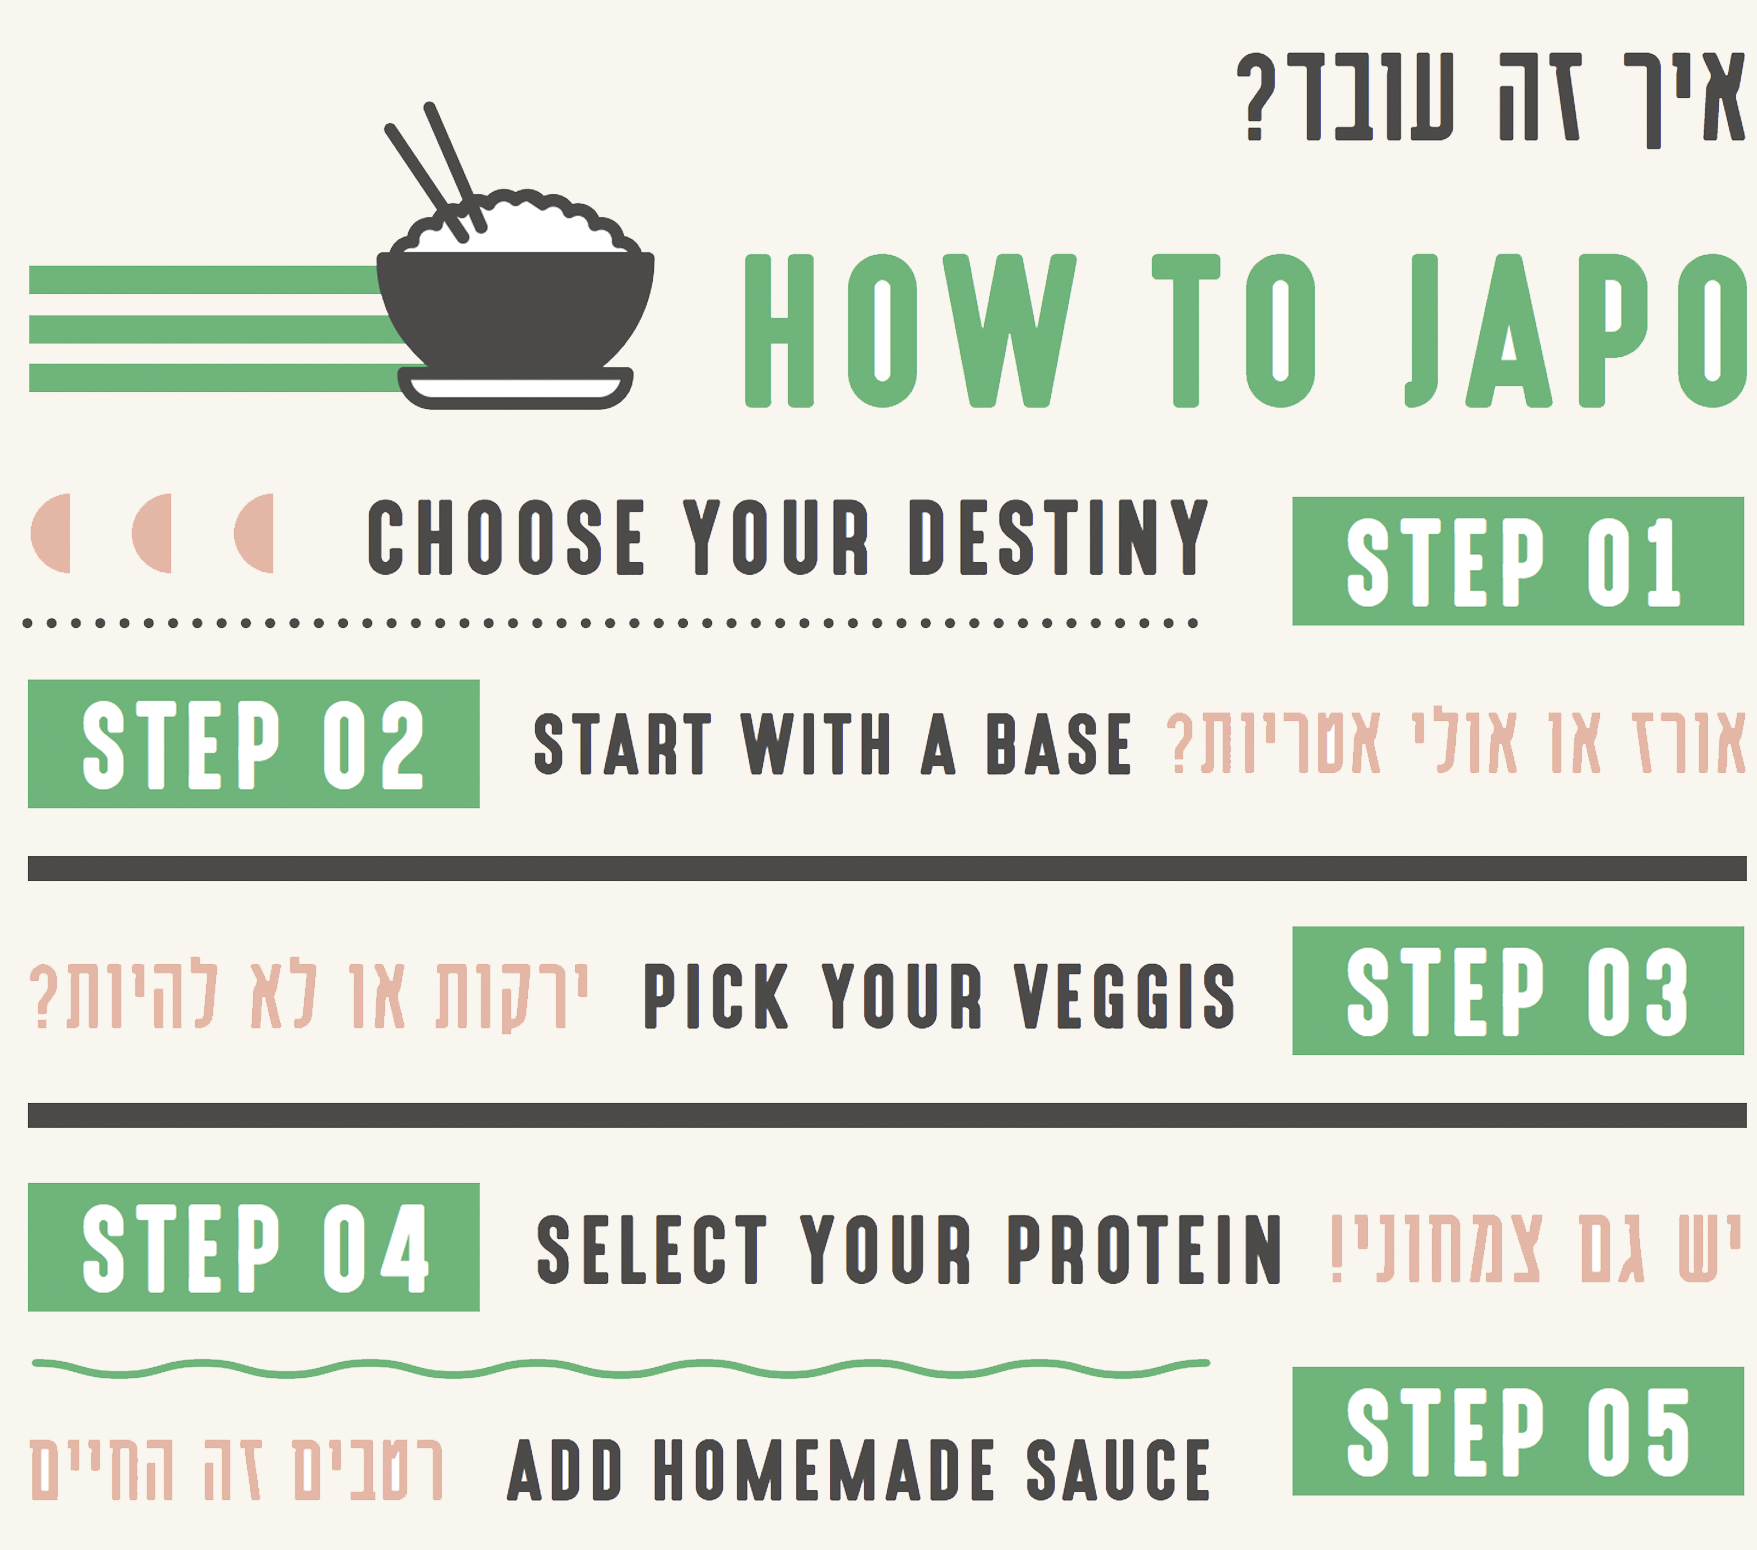 איך זה עובד?
HOW TO JAPO
STEP 01
CHOOSE YOUR DESTINY
STEP 02
START WITH A BASE
אורז או אולי אטריות?
STEP 03
PICK YOUR VEGGIS
ירקות או לא להיות?
STEP 04
SELECT YOUR PROTEIN
יש גם צמחוני!
STEP 05
ADD HOMEMADE SAUCE
רטבים זה החיים